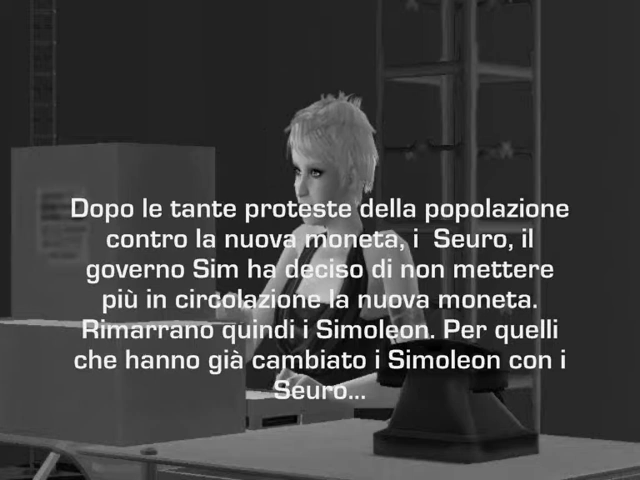 Dopo le tante proteste della popolazione
contro la nuova moneta, i  Seuro, il
governo Sim ha deciso di non mettere
più in circolazione la nuova moneta.
Rimarrano quindi i Simoleon. Per quelli
che hanno già cambiato i Simoleon con i
Seuro...